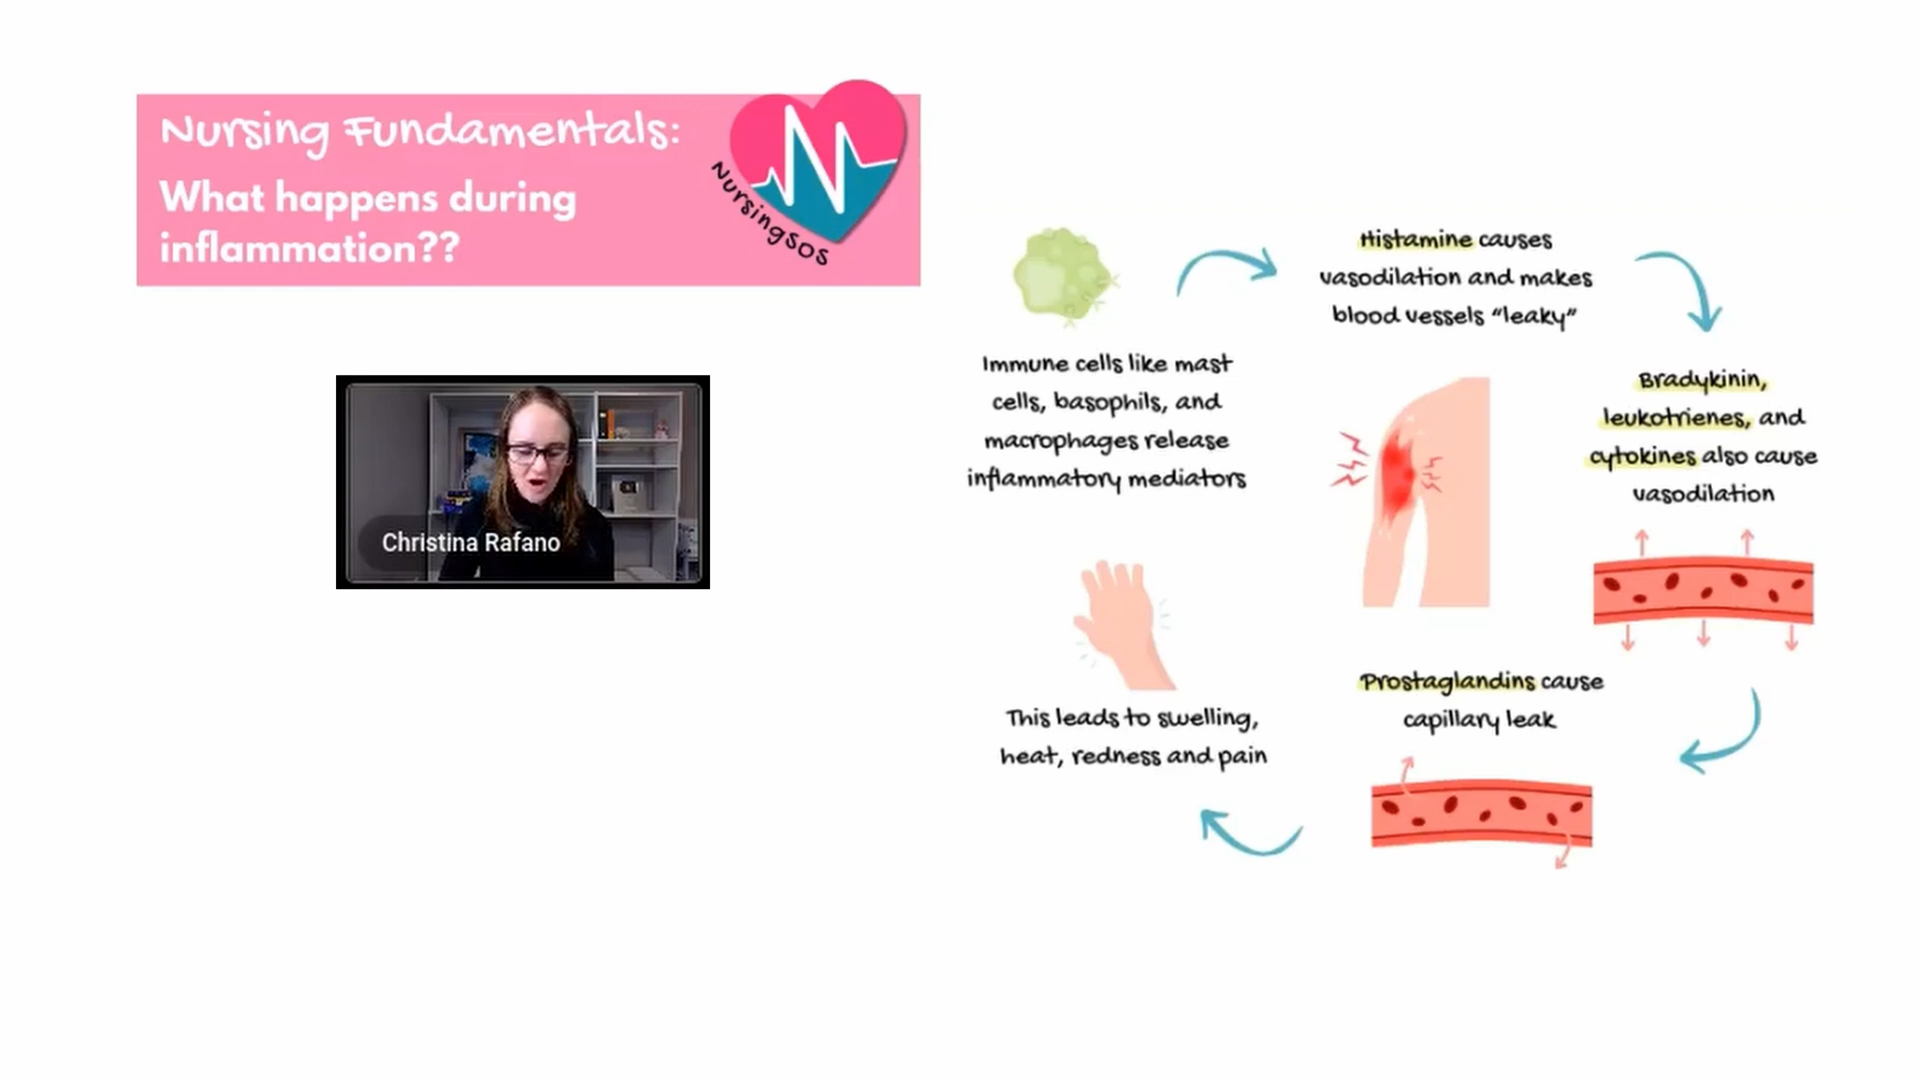 Nursing Fundamentals:
What happens during
inflammation??
NursingSOS
Christina Rafano
Immune cells like mast
cells, basophils, and
macrophages release
inflammatory mediators
Histamine causes
vasodilation and makes
blood vessels “leaky”
Bradykinin,
leukotrienes, and
cytokines also cause
vasodilation
Prostaglandins cause
capillary leak
This leads to swelling,
heat, redness and pain